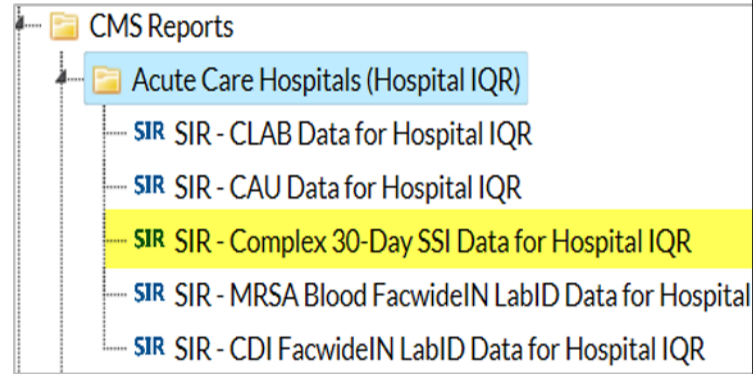 CMS Reports
Acute Care Hospitals (Hospital IQR)
SIR SIR - CLAB Data for Hospital IQR
SIR SIR - CAU Data for Hospital IQR
SIR SIR - Complex 30-Day SSI Data for Hospital IQR
SIR SIR - MRSA Blood FacwideIN LabID Data for Hospital
SIR SIR - CDI FacwideIN LabID Data for Hospital IQR